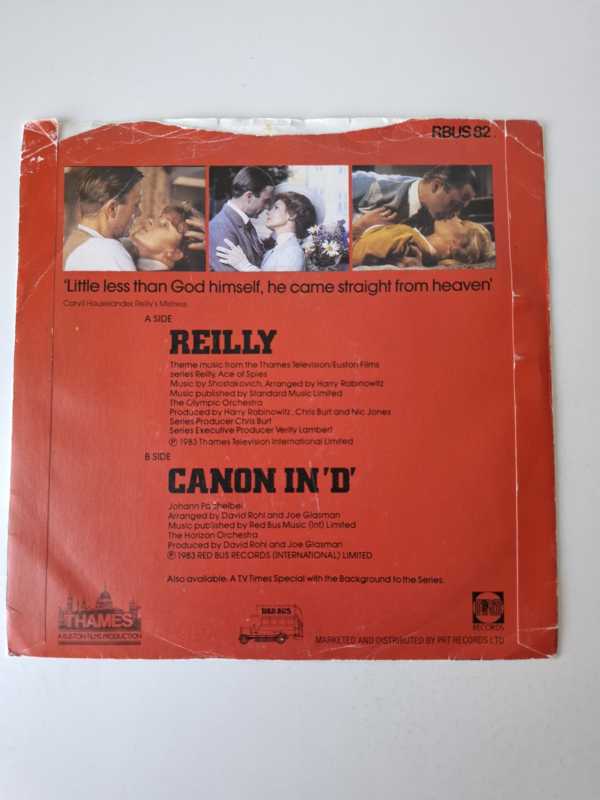 RBUS 82
'Little less than God himself, he came straight from heaven'
Caryll Houselander, Reilly's Mistress
A SIDE
REILLY
Theme music from the Thames Television/Euston Films
series Reilly, Ace of Spies
Music by Shostakovich, Arranged by Harry Rabinowitz
Music published by Standard Music Limited
The Olympic Orchestra
Produced by Harry Rabinowitz, Chris Burt and Nic Jones
Series Producer Chris Burt
Series Executive Producer Verity Lambert
Ⓟ 1983 Thames Television International Limited
B SIDE
CANON IN 'D'
Johann Pachelbel
Arranged by David Rohl and Joe Glasman
Music published by Red Bus Music (Int) Limited
The Horizon Orchestra
Produced by David Rohl and Joe Glasman
Ⓟ 1983 RED BUS RECORDS (INTERNATIONAL) LIMITED
Also available, A TV Times Special with the Background to the Series.
THAMES
A EUSTON FILMS PRODUCTION
RED BUS
MARKETED AND DISTRIBUTED BY PRT RECORDS LTD
RECORDS